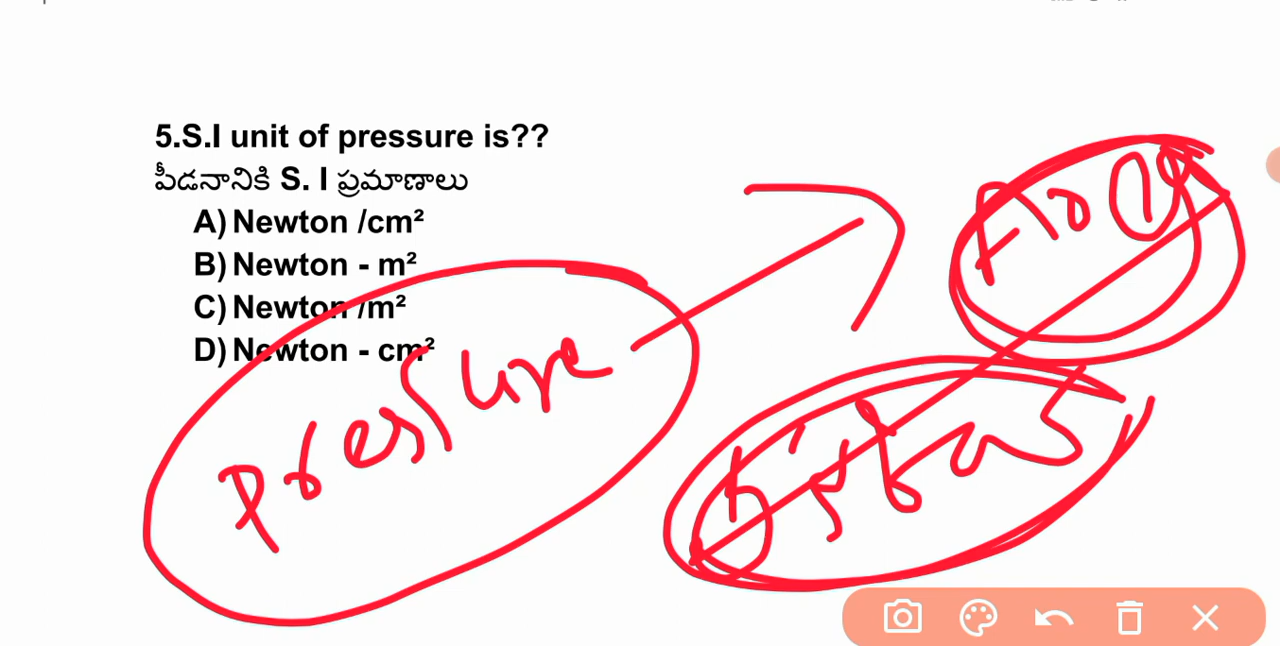 5.S.I unit of pressure is??
పీడనానికి S. I ప్రమాణాలు
A) Newton /cm²
B) Newton - m²
C) Newton /m²
D) Newton - cm²
pressure